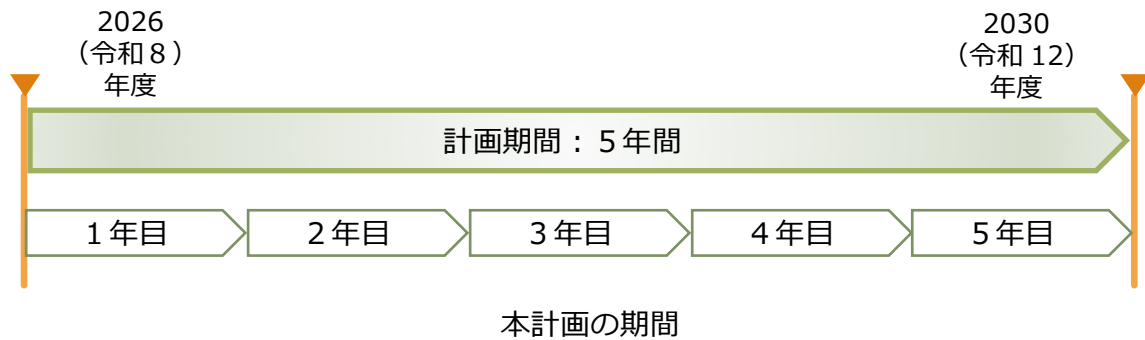 2026
（令和８）
年度
2030
（令和 12）
年度
計画期間：５年間
１年目
２年目
３年目
４年目
５年目
本計画の期間